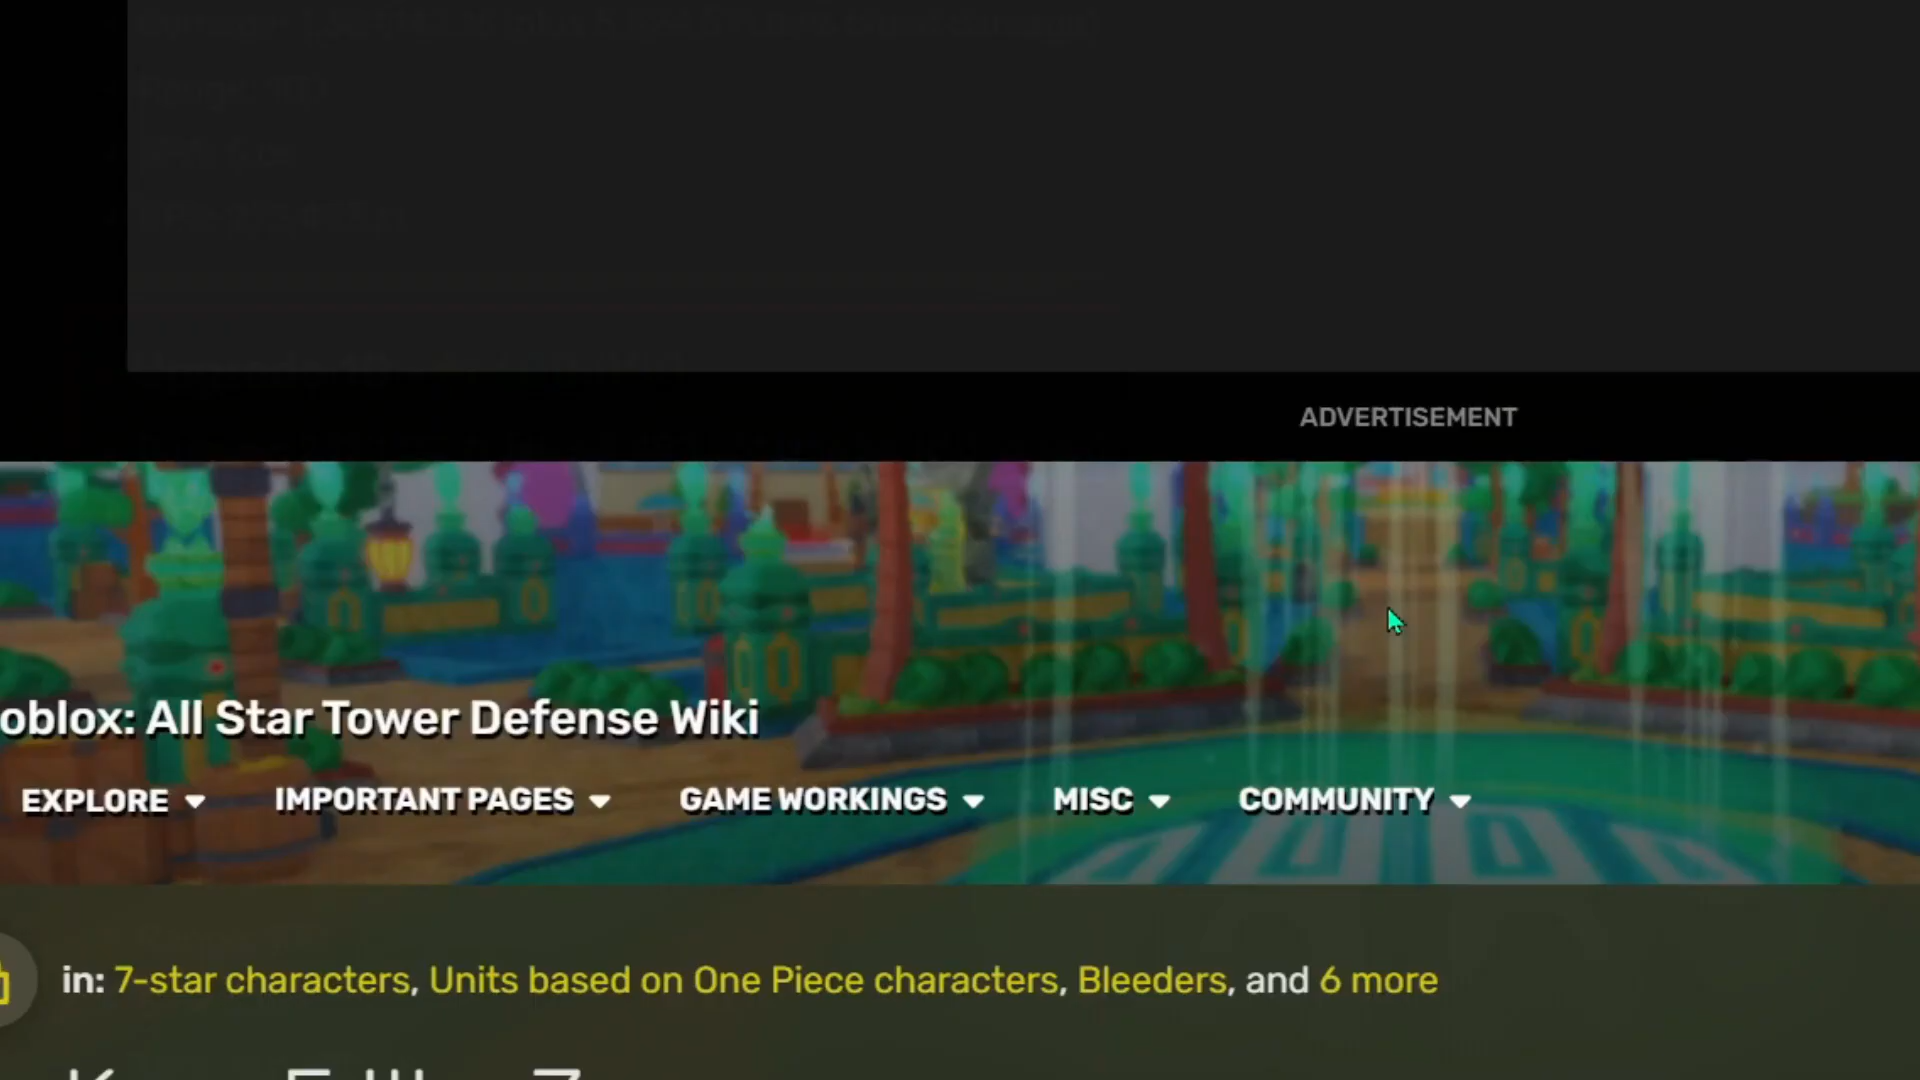 ADVERTISEMENT
oblox: All Star Tower Defense Wiki
EXPLORE IMPORTANT PAGES GAME WORKINGS MISC COMMUNITY
in: 7-star characters, Units based on One Piece characters, Bleeders, and 6 more